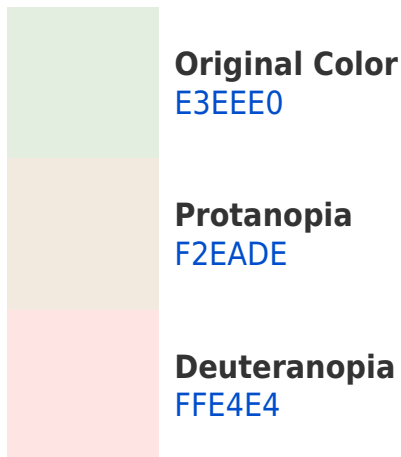 Original Color
E3EEE0
Protanopia
F2EADE
Deuteranopia
FFE4E4